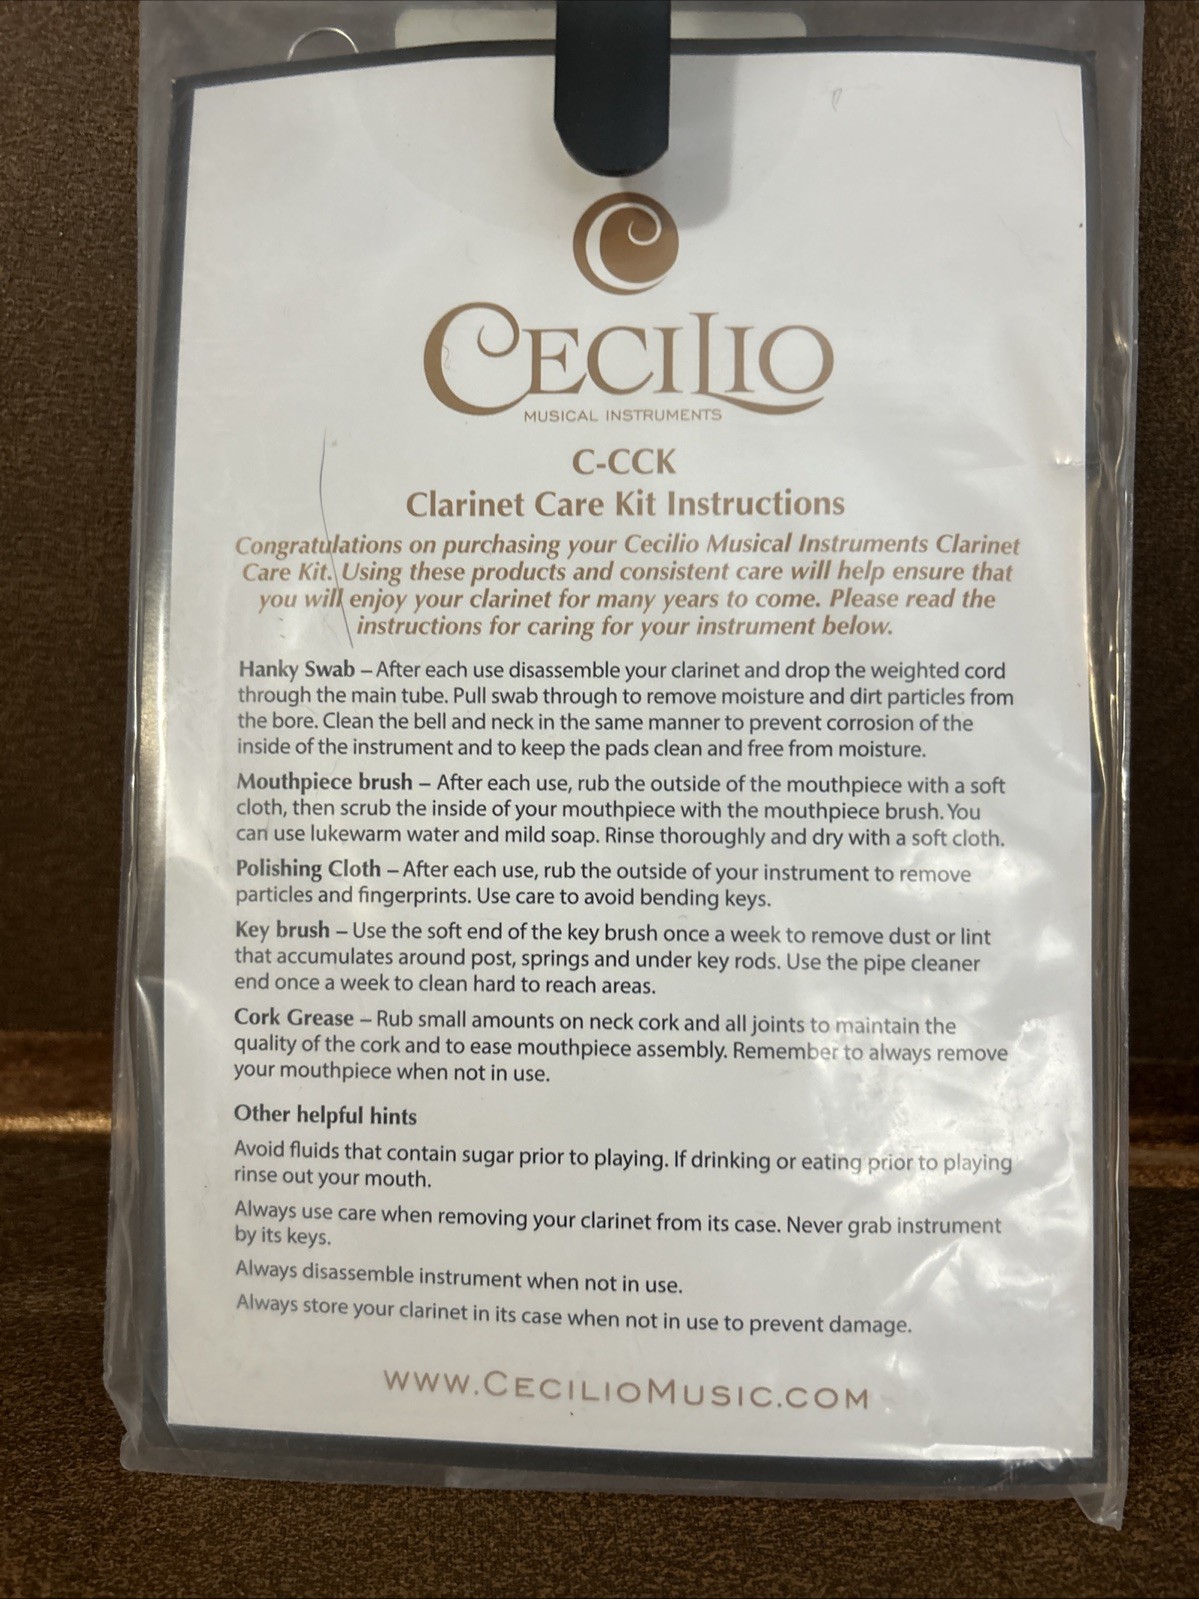 CECILIO
MUSICAL INSTRUMENTS
C-CCK
Clarinet Care Kit Instructions
Congratulations on purchasing your Cecilio Musical Instruments Clarinet
Care Kit. Using these products and consistent care will help ensure that
you will enjoy your clarinet for many years to come. Please read the
instructions for caring for your instrument below.
Hanky Swab – After each use disassemble your clarinet and drop the weighted cord
through the main tube. Pull swab through to remove moisture and dirt particles from
the bore. Clean the bell and neck in the same manner to prevent corrosion of the
inside of the instrument and to keep the pads clean and free from moisture.
Mouthpiece brush – After each use, rub the outside of the mouthpiece with a soft
cloth, then scrub the inside of your mouthpiece with the mouthpiece brush. You
can use lukewarm water and mild soap. Rinse thoroughly and dry with a soft cloth.
Polishing Cloth – After each use, rub the outside of your instrument to remove
particles and fingerprints. Use care to avoid bending keys.
Key brush – Use the soft end of the key brush once a week to remove dust or lint
that accumulates around post, springs and under key rods. Use the pipe cleaner
end once a week to clean hard to reach areas.
Cork Grease – Rub small amounts on neck cork and all joints to maintain the
quality of the cork and to ease mouthpiece assembly. Remember to always remove
your mouthpiece when not in use.
Other helpful hints
Avoid fluids that contain sugar prior to playing. If drinking or eating prior to playing
rinse out your mouth.
Always use care when removing your clarinet from its case. Never grab instrument
by its keys.
Always disassemble instrument when not in use.
Always store your clarinet in its case when not in use to prevent damage.
WWW.CECILIOMUSIC.COM